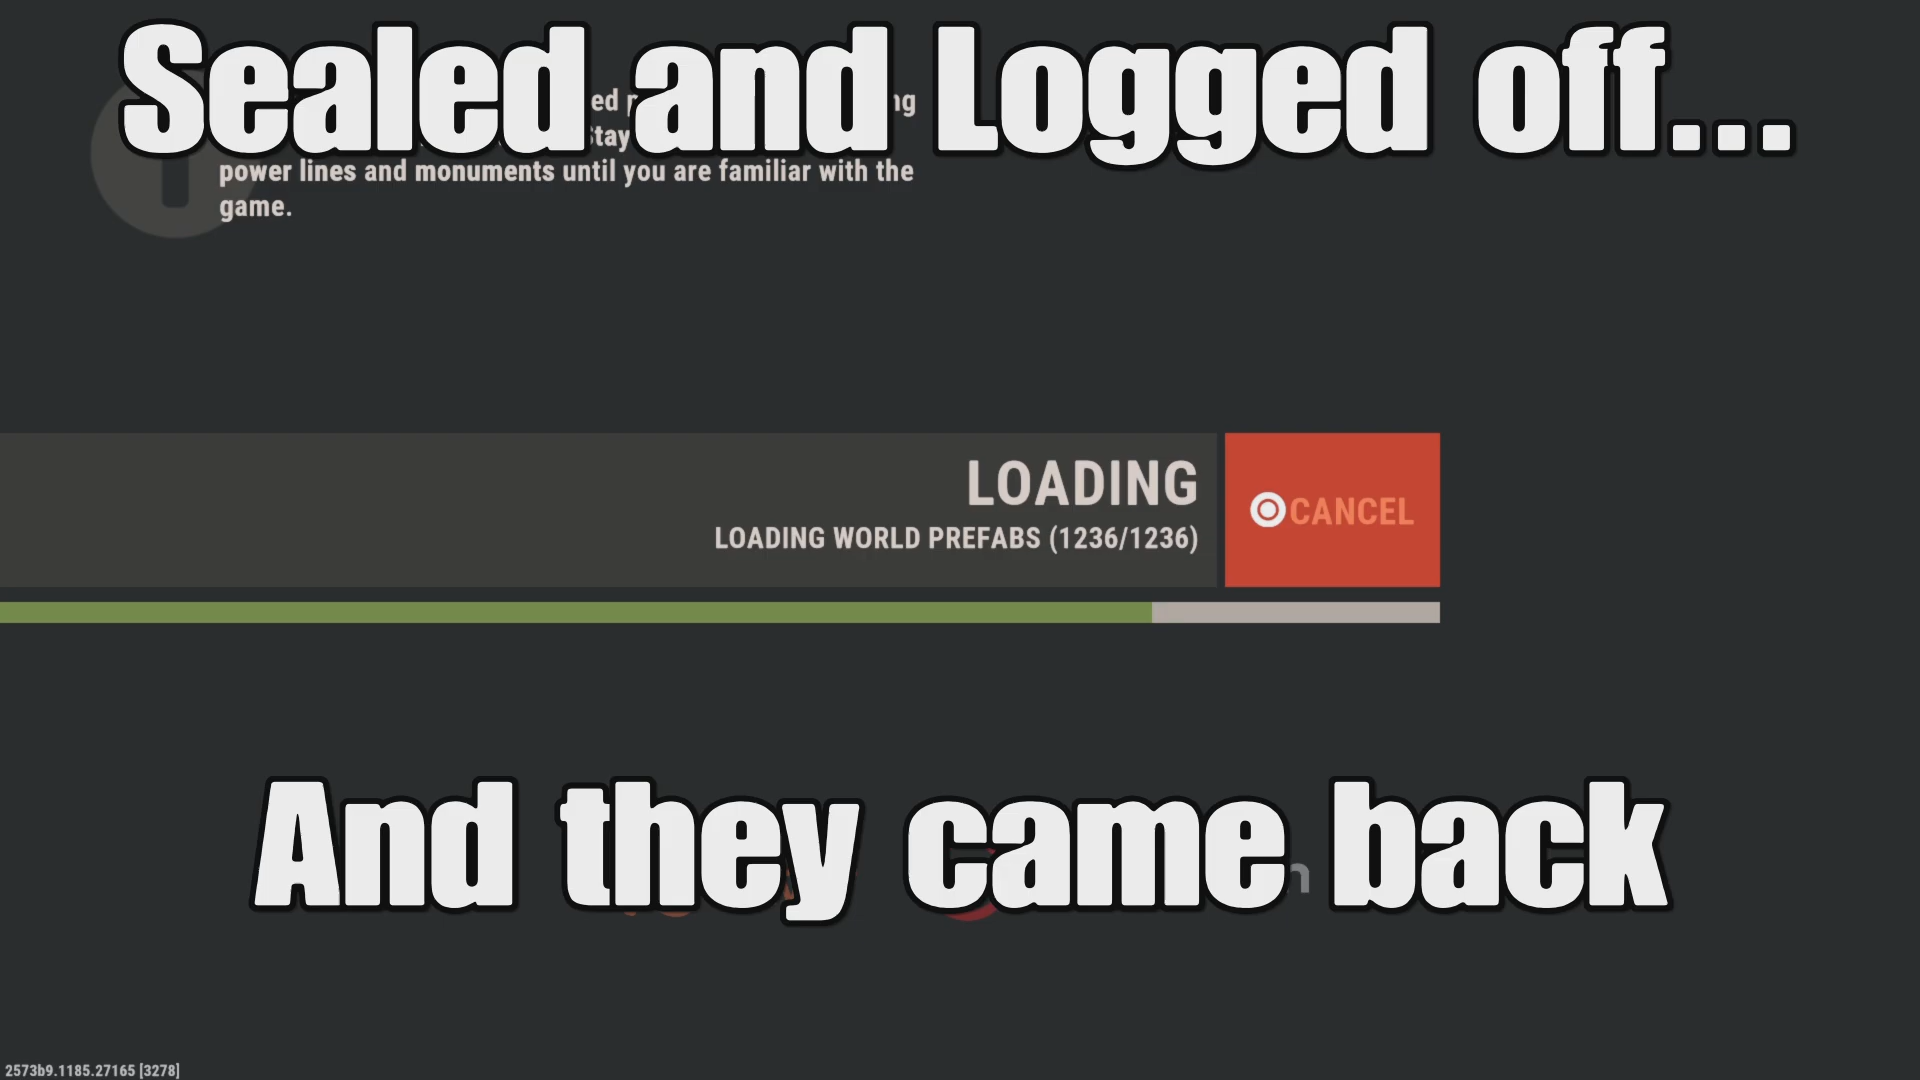 Sealed and Logged off...
power lines and monuments until you are familiar with the
game.
LOADING
LOADING WORLD PREFABS (1236/1236)
CANCEL
And they came back
2573b9.1185.27165 [3278]